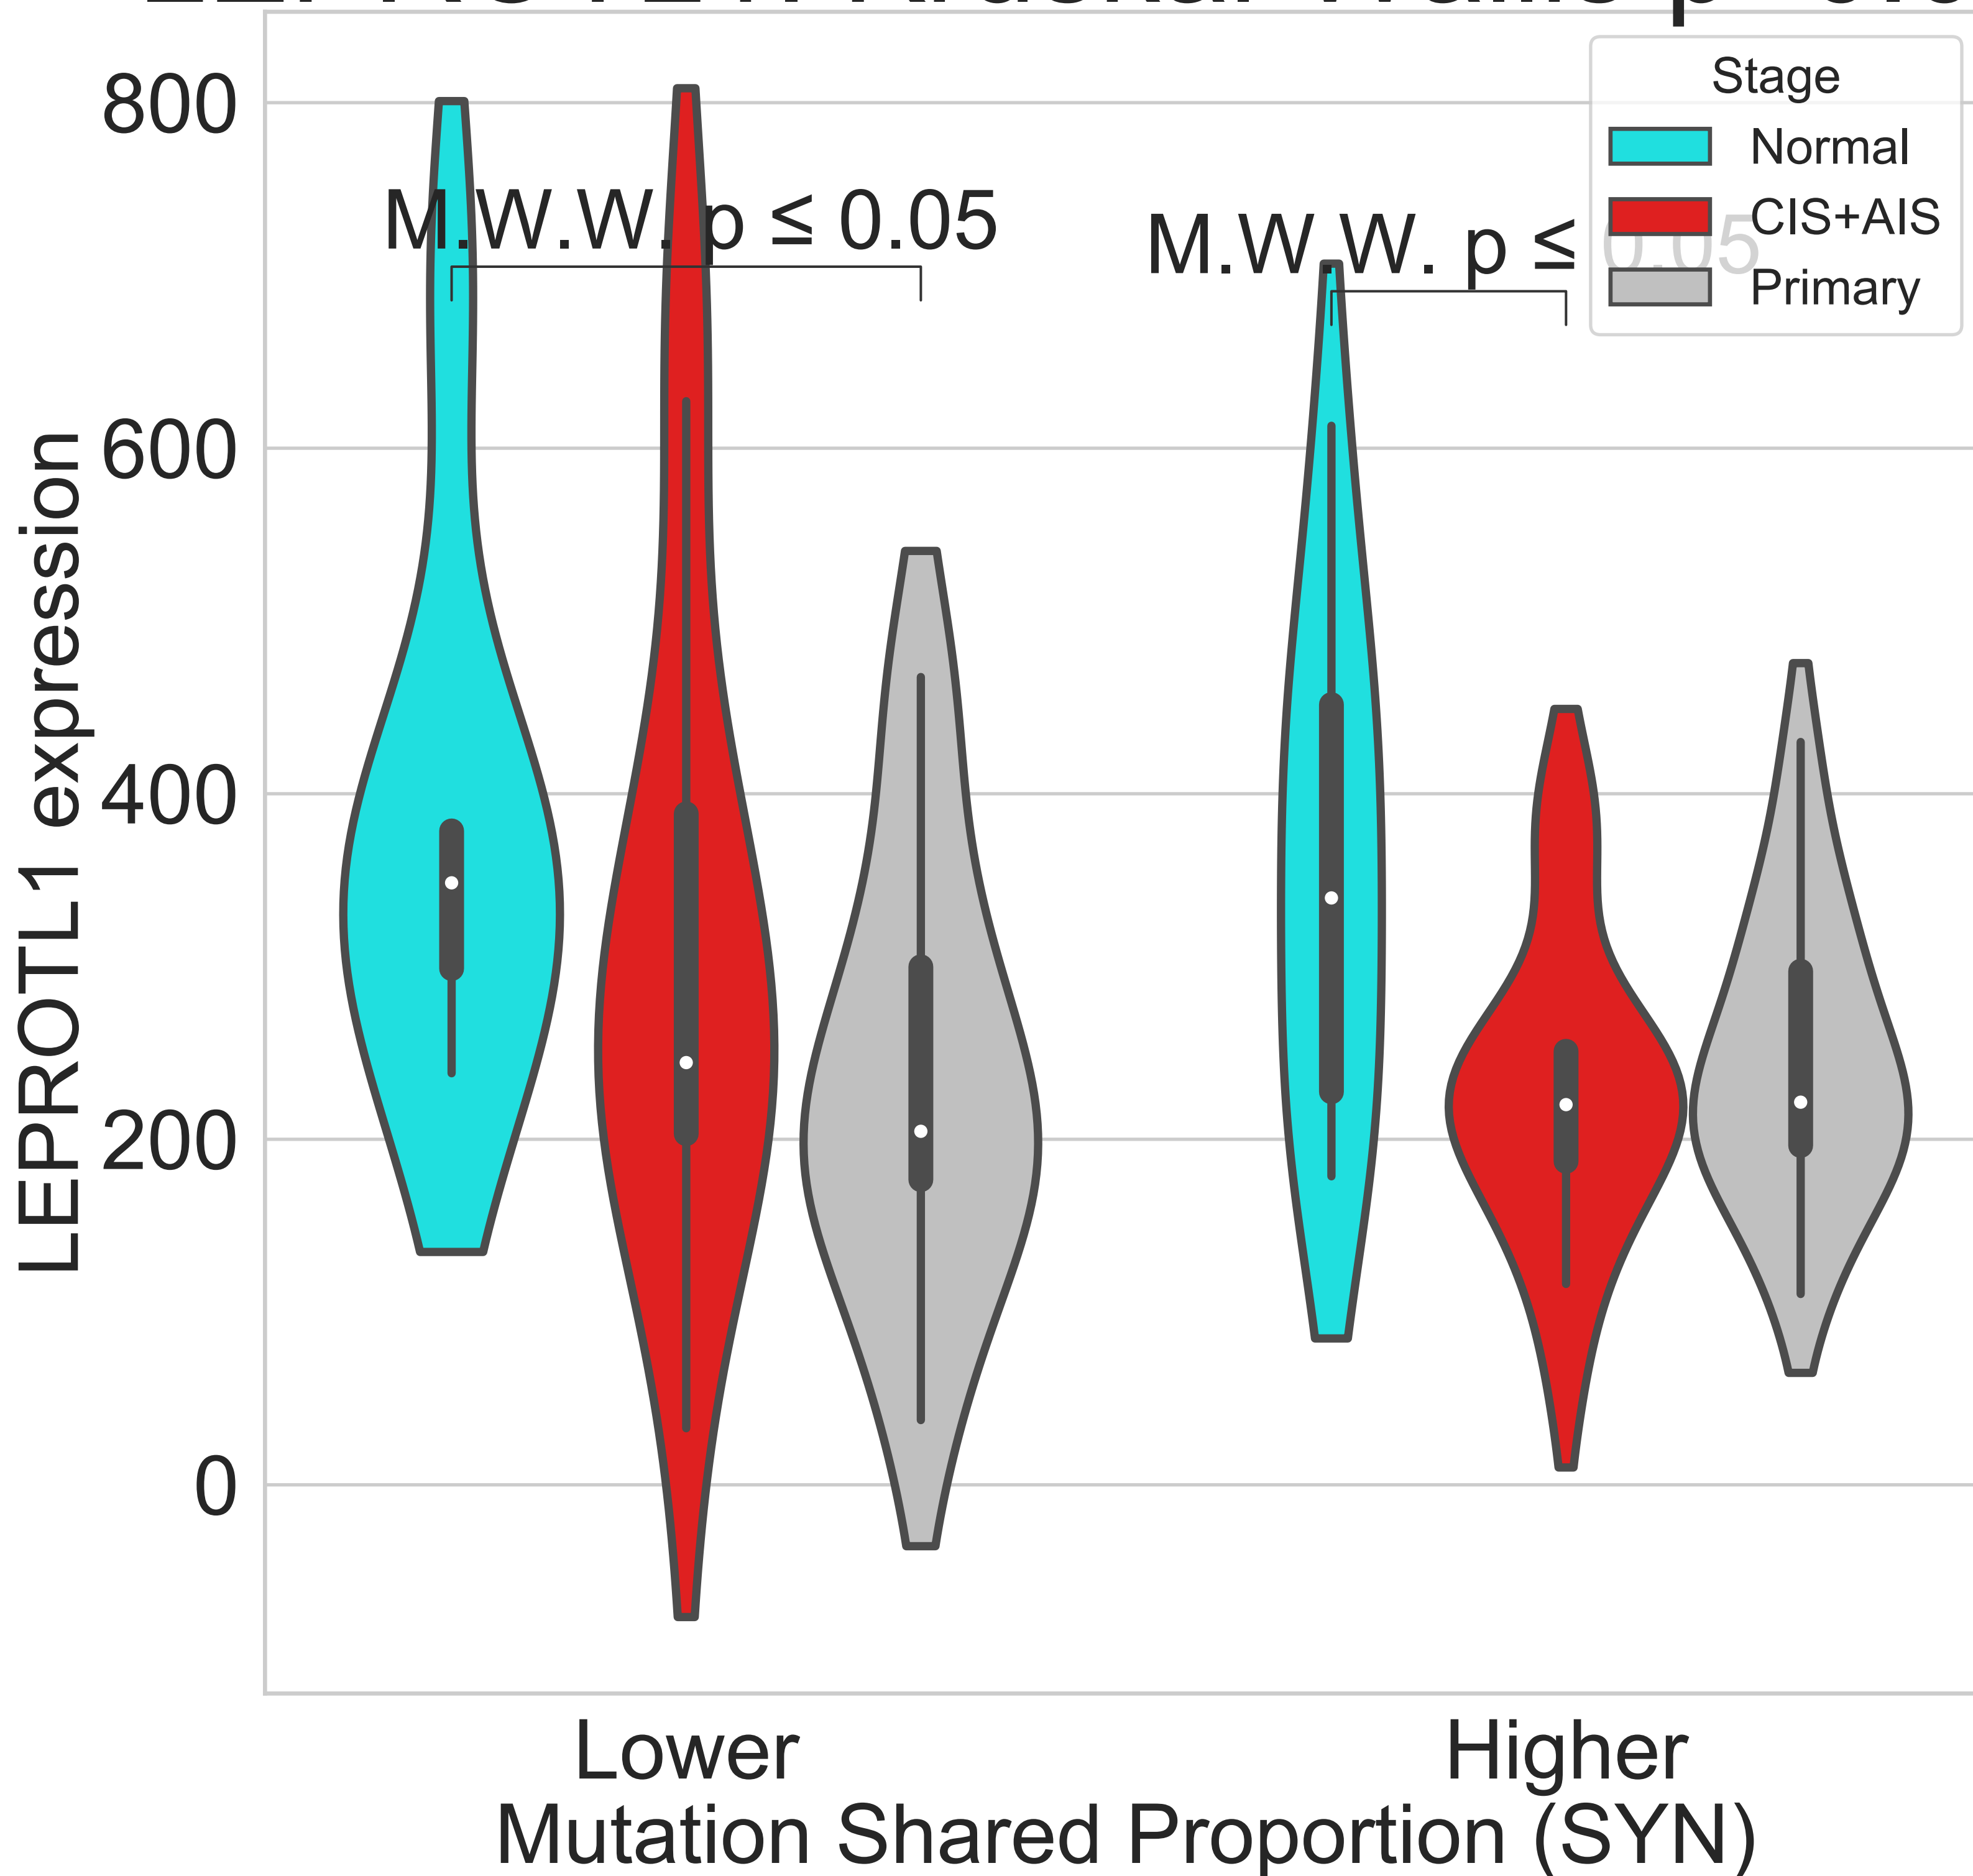 800
600
400
200
0
LEPROTL1 expression
M.W.W. p ≤ 0.05
M.W.W. p ≤ 0.05
Stage
Normal
CIS+AIS
Primary
Lower
Higher
Mutation Shared Proportion (SYN)